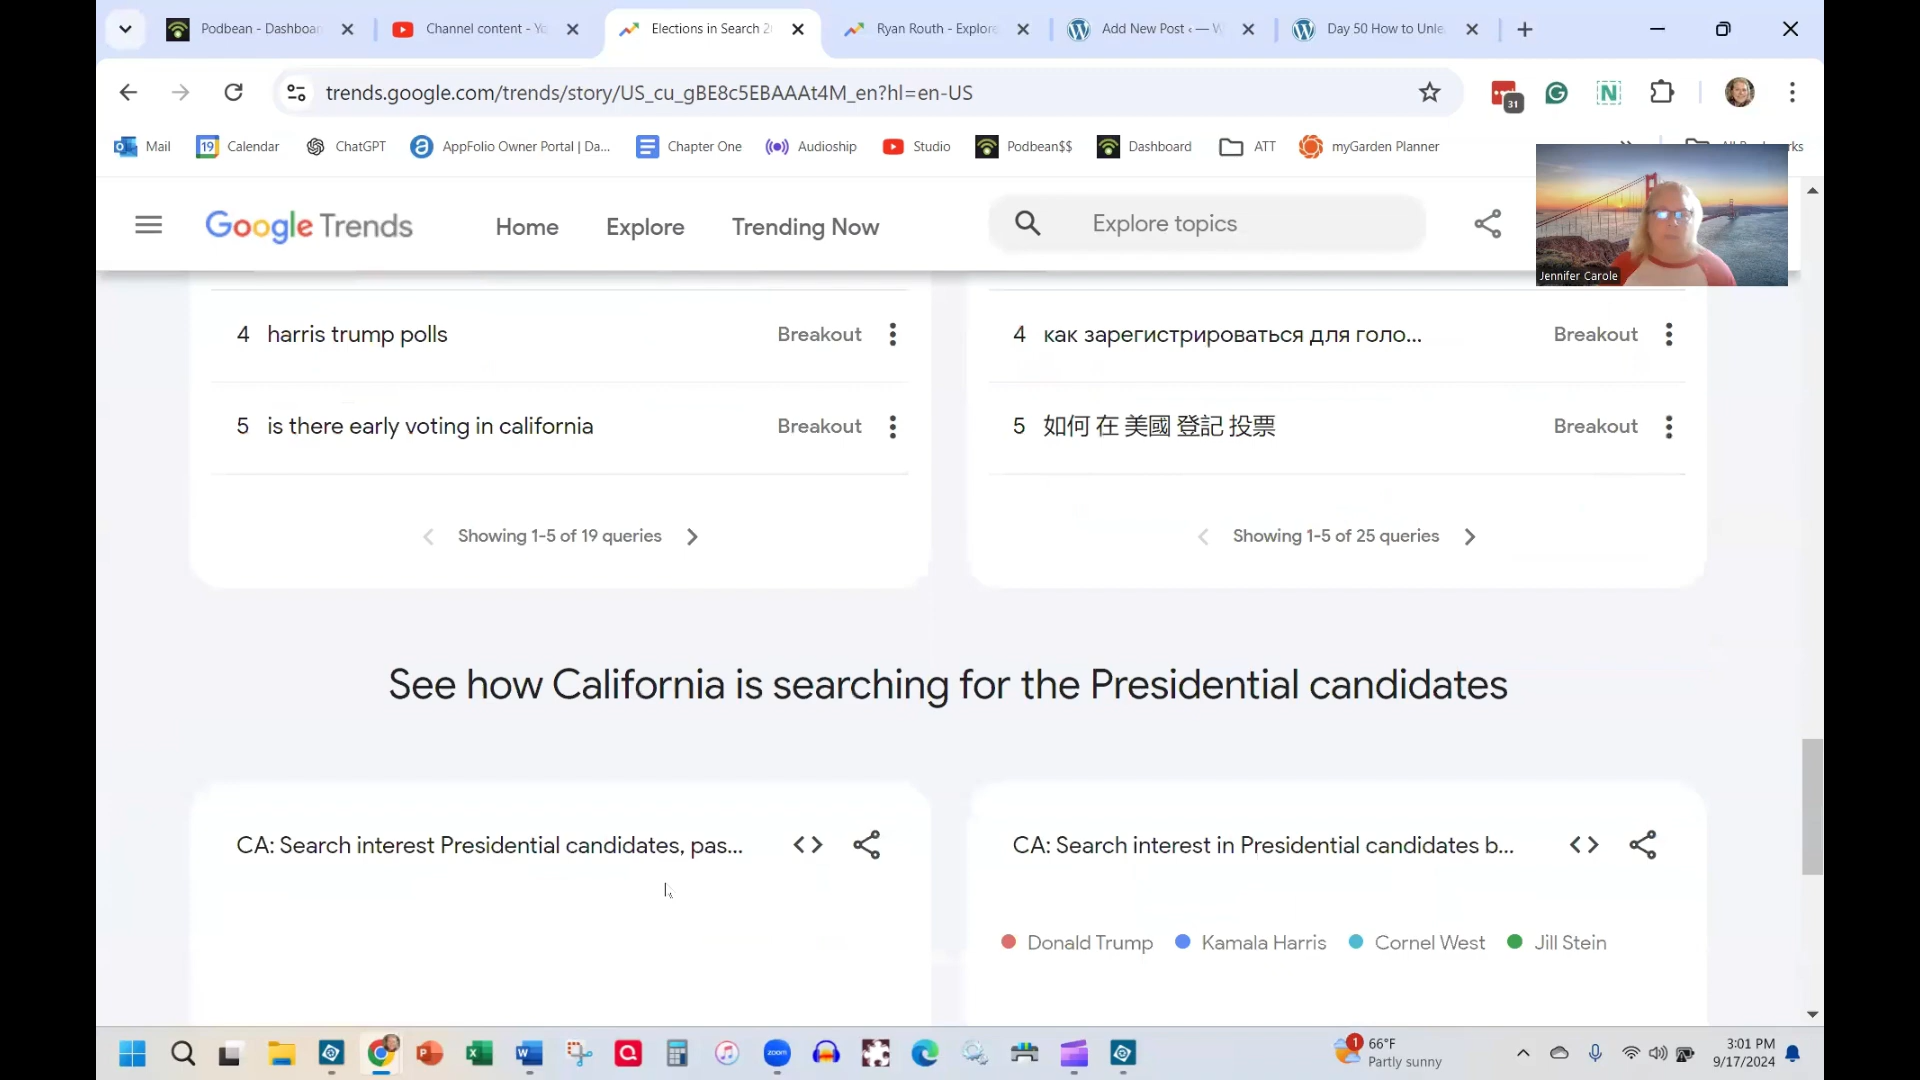 Podbean - Dashboar
Channel content - Yo
Elections in Search 2
Ryan Routh - Explore
Add New Post ‹ — W
Day 50 How to Unle
trends.google.com/trends/story/US_cu_gBE8c5EBAAAt4M_en?hl=en-US
31
Mail
19
Calendar
ChatGPT
AppFolio Owner Portal | Da...
Chapter One
Audioship
Studio
Podbean$$
Dashboard
ATT
myGarden Planner
Google Trends
Home
Explore
Trending Now
Explore topics
Jennifer Carole
4 harris trump polls Breakout
5 is there early voting in california Breakout
Showing 1-5 of 19 queries
4 как зарегистрироваться для голо... Breakout
5 如何 在 美國 登記 投票 Breakout
Showing 1-5 of 25 queries
See how California is searching for the Presidential candidates
CA: Search interest Presidential candidates, pas...
CA: Search interest in Presidential candidates b...
Donald Trump
Kamala Harris
Cornel West
Jill Stein
zoom
1
66°F
Partly sunny
3:01 PM
9/17/2024